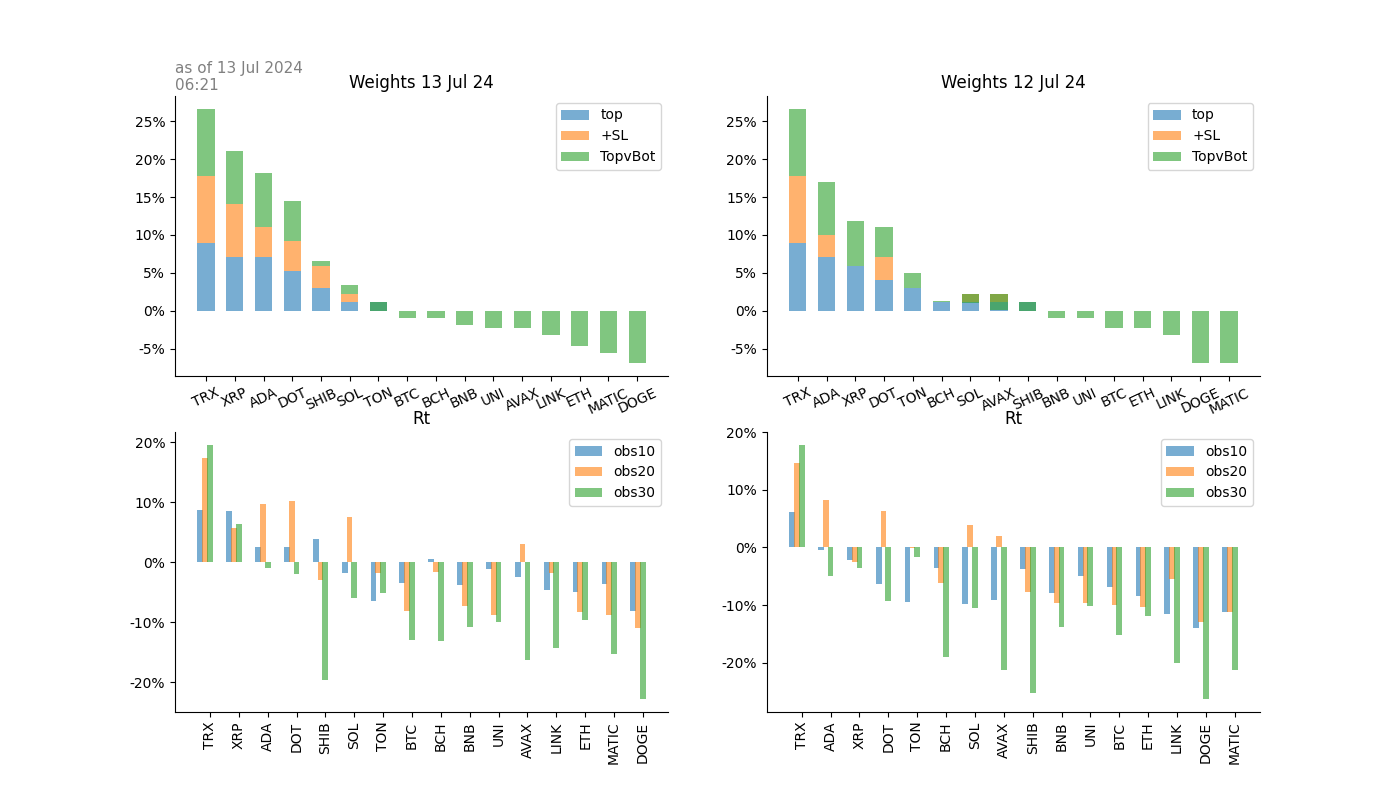 as of 13 Jul 2024
06:21
Weights 13 Jul 24
25%
20%
15%
10%
5%
0%
-5%
top
+SL
TopvBot
TRX XRP ADA DOT SHIB SOL TON BTC BCH BNB UNI AVAX LINK ETH MATIC DOGE
Weights 12 Jul 24
25%
20%
15%
10%
5%
0%
-5%
top
+SL
TopvBot
TRX ADA XRP DOT TON BCH SOL AVAX SHIB BNB UNI BTC ETH LINK DOGE MATIC
Rt
20%
10%
0%
-10%
-20%
obs10
obs20
obs30
TRX XRP ADA DOT SHIB SOL TON BTC BCH BNB UNI AVAX LINK ETH MATIC DOGE
Rt
20%
10%
0%
-10%
-20%
obs10
obs20
obs30
TRX ADA XRP DOT TON BCH SOL AVAX SHIB BNB UNI BTC ETH LINK DOGE MATIC